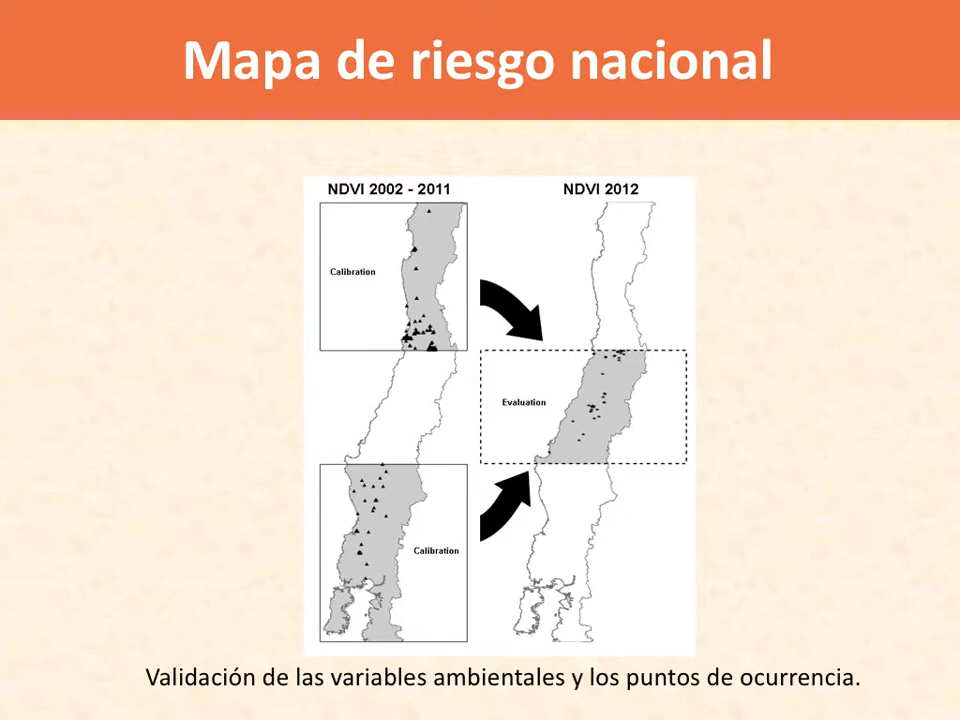 Mapa de riesgo nacional
NDVI 2002 - 2011
NDVI 2012
Calibration
Evaluation
Calibration
Validación de las variables ambientales y los puntos de ocurrencia.